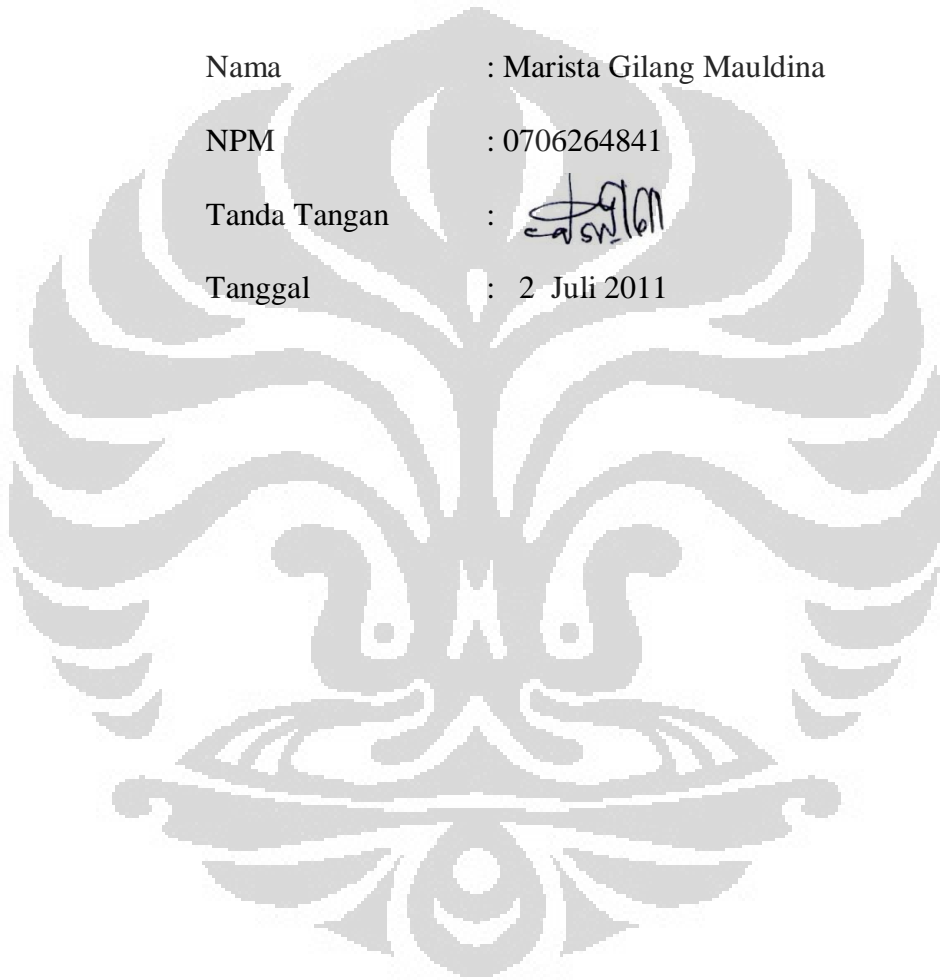 Nama : Marista Gilang Mauldina
NPM : 0706264841
Tanda Tangan :
Tanggal : 2 Juli 2011